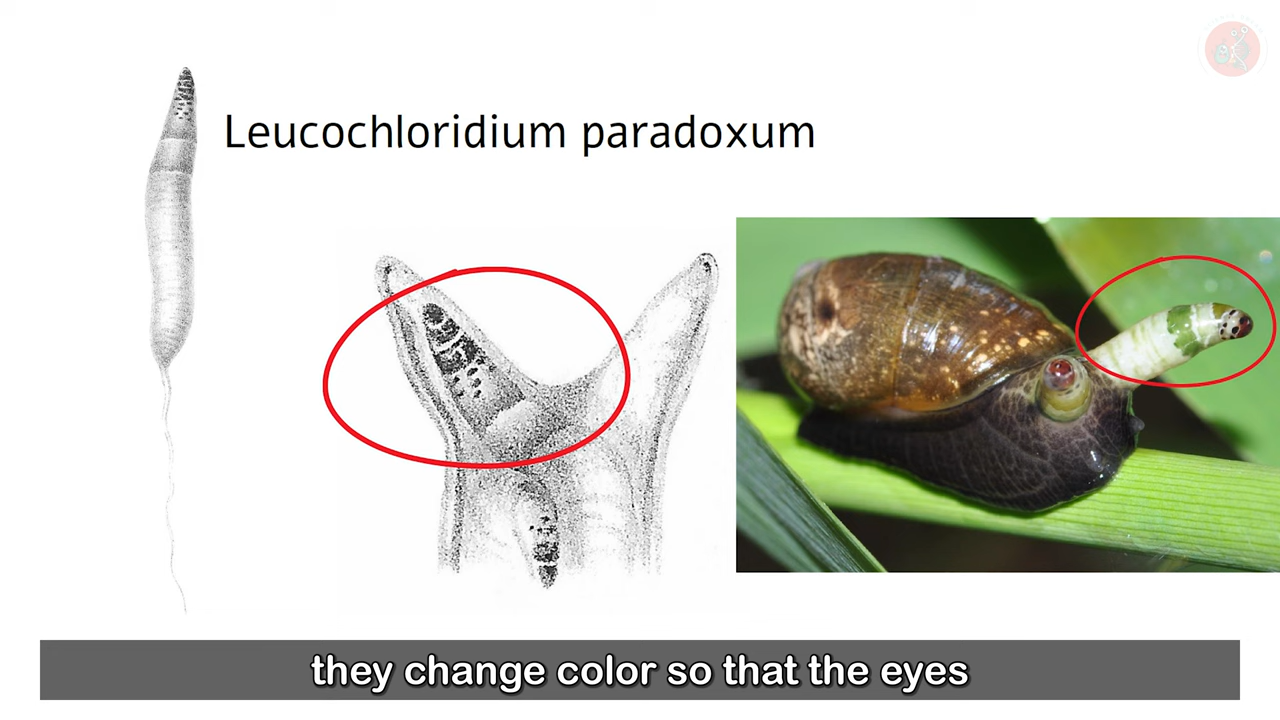 Leucochloridium paradoxum
they change color so that the eyes